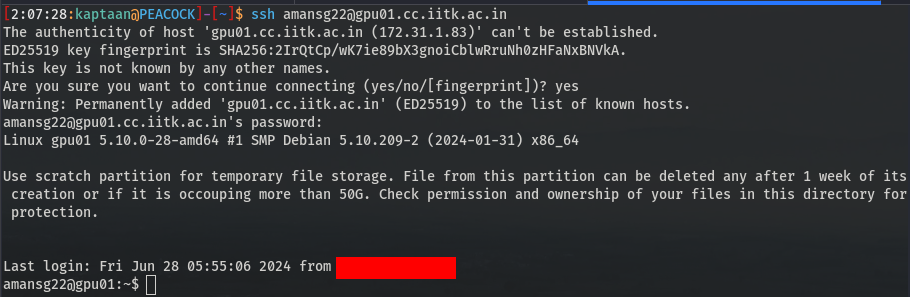 [2:07:28:kaptaan@PEACOCK]-[~]$ ssh amansg22@gpu01.cc.iitk.ac.in
The authenticity of host 'gpu01.cc.iitk.ac.in (172.31.1.83)' can't be established.
ED25519 key fingerprint is SHA256:2IrQtCp/wK7ie89bX3gnoiCblwRruNh0zHFaNxBNVkA.
This key is not known by any other names.
Are you sure you want to continue connecting (yes/no/[fingerprint])? yes
Warning: Permanently added 'gpu01.cc.iitk.ac.in' (ED25519) to the list of known hosts.
amansg22@gpu01.cc.iitk.ac.in's password:
Linux gpu01 5.10.0-28-amd64 #1 SMP Debian 5.10.209-2 (2024-01-31) x86_64
Use scratch partition for temporary file storage. File from this partition can be deleted any after 1 week of its
creation or if it is occouping more than 50G. Check permission and ownership of your files in this directory for
protection.
Last login: Fri Jun 28 05:55:06 2024 from
amansg22@gpu01:~$